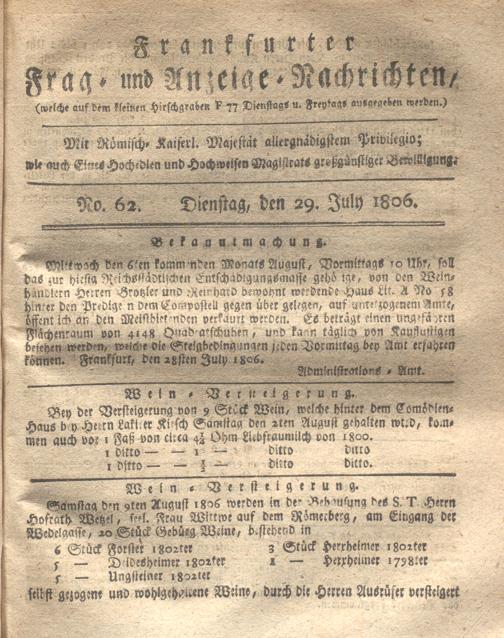 Frankfurter
Frag- und Anzeige-Nachrichten,
(welche auf dem kleinen Hirschgraben F 77 Dienstags u. Freytags ausgegeben werden.)
Mit Römisch-Kaiserl. Majestät allergnädigstem Privilegio;
wie auch Eines Hochedlen und Hochweisen Magistrats großgünstiger Bewilligung.
No. 62. Dienstag, den 29. July 1806.
Bekanntmachung.
Mittwoch den 6ten kommenden Monats August, Vormittags 10 Uhr, soll
das zur hiesig Reichsstädtischen Entschädigungsmasse gehörige, von den Wein-
händlern Herren und Reinhard bewohnt werdende Haus Lit. A No 58
hinter den Predigern dem Compostell gegen über gelegen, auf unterzogenem Amte,
öffentlich an den Meistbietenden verkauft werden. Es beträgt einen ungefähren
Flächenraum von 4148 Quadratschuhen, und kann täglich von Kauflustigen
besehen werden, welche die Steigbedingungen jeden Vormittag bey Amt erfahren
können. Frankfurt, den 28sten July 1806.
Administrations-Amt.
Wein-Versteigerung.
Bey der Versteigerung von 9 Stück Wein, welche hinter dem Comödien-
Haus bey Herrn Lakirer Kirsch Samstag den 2ten August gehalten wird, kom-
men auch vor 1 Faß von circa 4½ Ohm Liebfraumilch von 1800.
1 ditto — — 1 — ditto ditto
1 ditto — — ½ — ditto ditto.
Wein-Versteigerung.
Samstag den 9ten August 1806 werden in der Behausung des S. T. Herrn
Hofrath Wetzel, seel. Frau Wittwe auf dem Römerberg, am Eingang der
Wedelgasse, 20 Stück Gebürg Weine, bestehend in
6 Stück Forster 1802ter 3 Stück Herxheimer 1802ter
5 — Deidesheimer 1802ter 1 — Herxheimer 1798ter
5 — Ungsteiner 1802ter
selbst gezogene und wohlgehaltene Weine, durch die Herren Ausrüfer versteigert